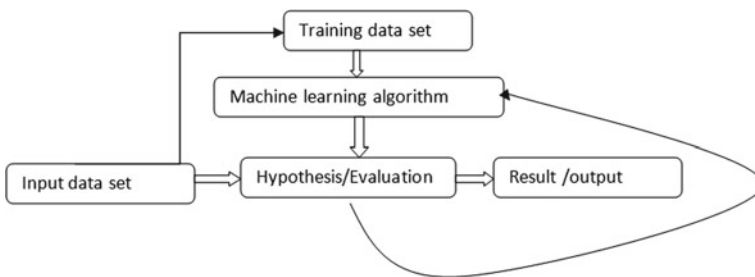 Training data set
Machine learning algorithm
Input data set
Hypothesis/Evaluation
Result /output